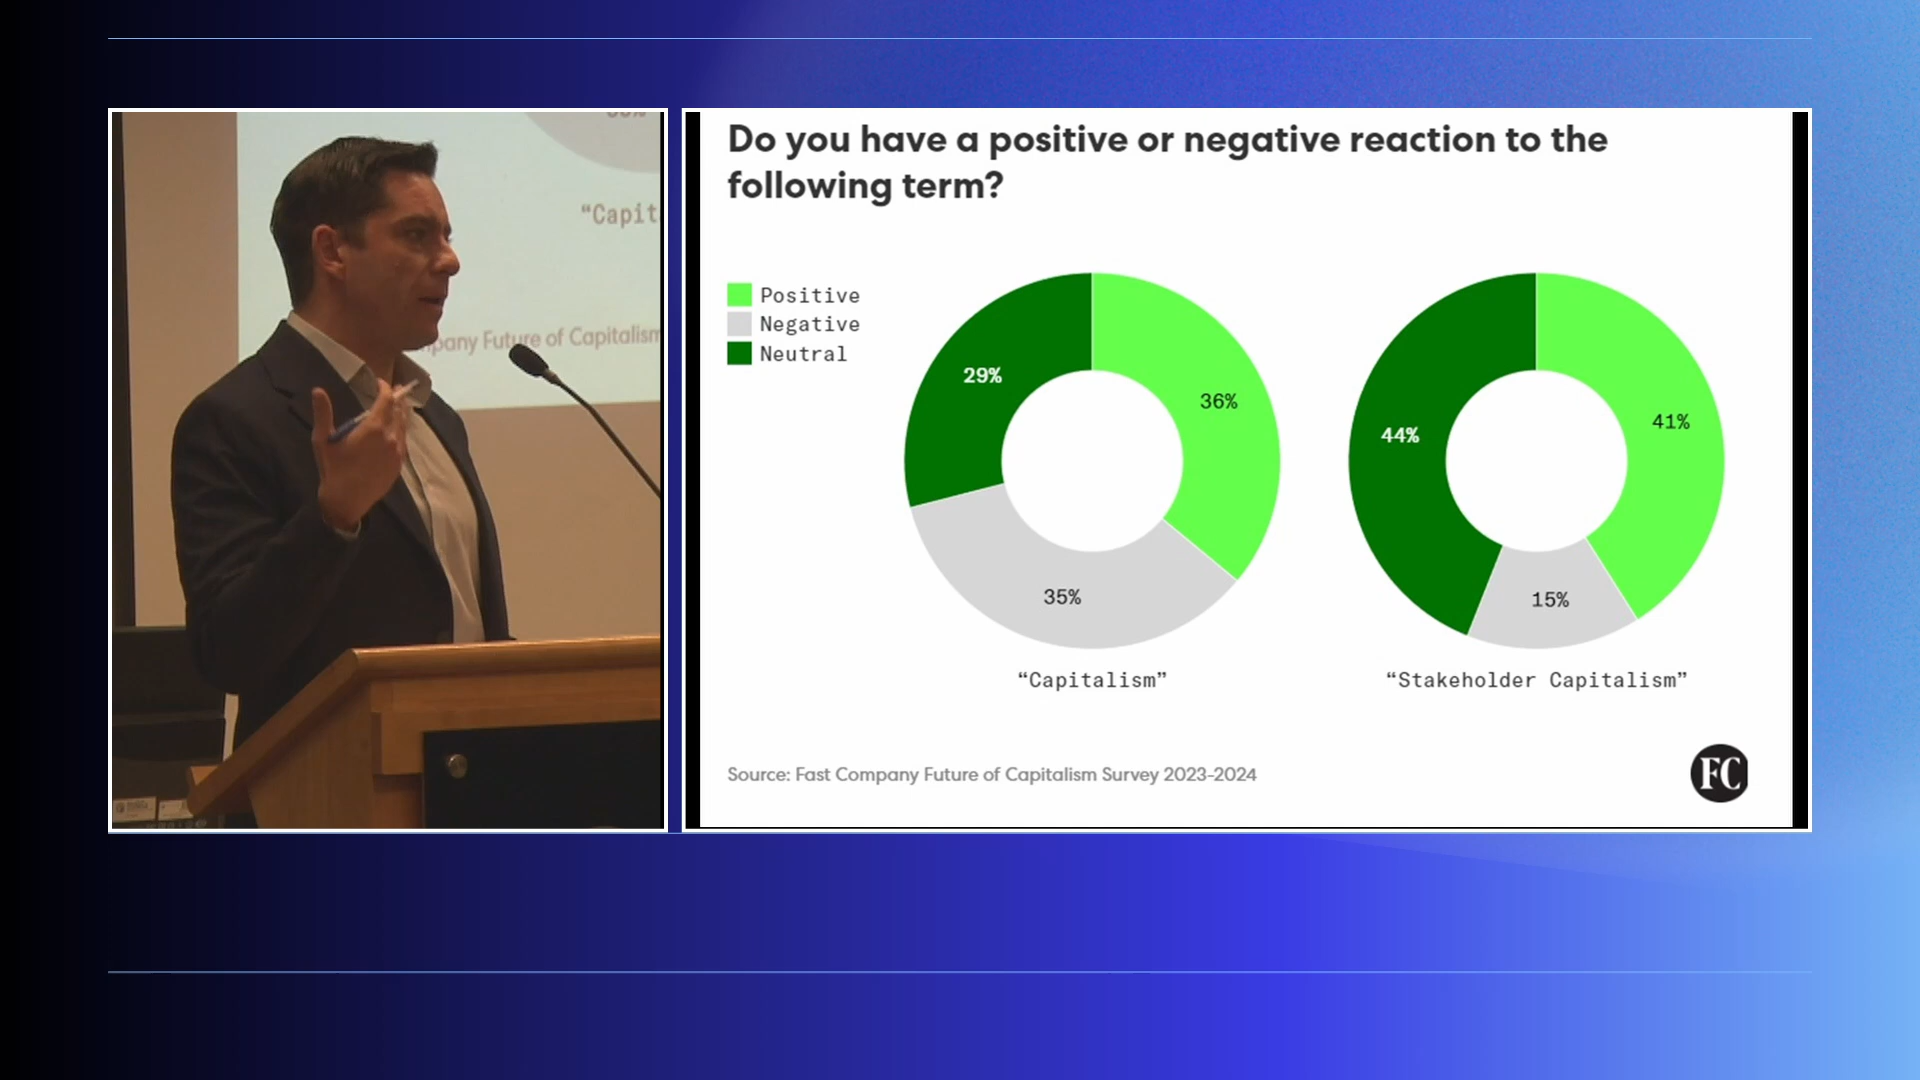 “Capit
mpany Future of Capitalism
Do you have a positive or negative reaction to the
following term?
Positive
Negative
Neutral
29%
36%
35%
“Capitalism”
44%
41%
15%
“Stakeholder Capitalism”
Source: Fast Company Future of Capitalism Survey 2023-2024
FC